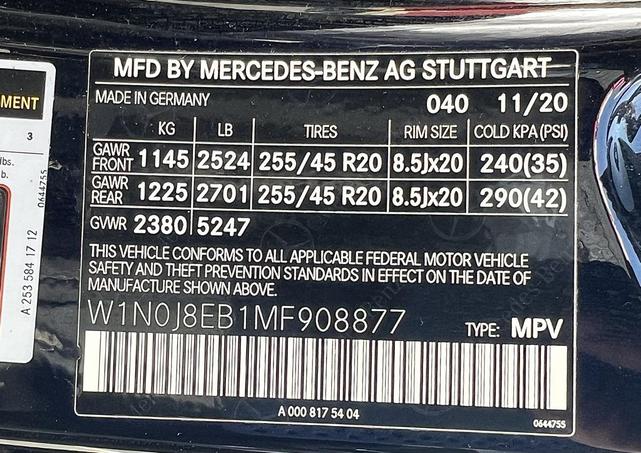 MFD BY MERCEDES-BENZ AG STUTTGART
MADE IN GERMANY 040 11/20
KG LB TIRES RIM SIZE COLD KPA(PSI)
GAWR FRONT 1145 2524 255/45 R20 8.5Jx20 240(35)
GAWR REAR 1225 2701 255/45 R20 8.5Jx20 290(42)
GVWR 2380 5247
THIS VEHICLE CONFORMS TO ALL APPLICABLE FEDERAL MOTOR VEHICLE
SAFETY AND THEFT PREVENTION STANDARDS IN EFFECT ON THE DATE OF
MANUFACTURE SHOWN ABOVE.
W1N0J8EB1MF908877
TYPE: MPV
A 000 817 54 04
0644755
MENT
3
lbs.
b.
0644755
A 253 584 17 12